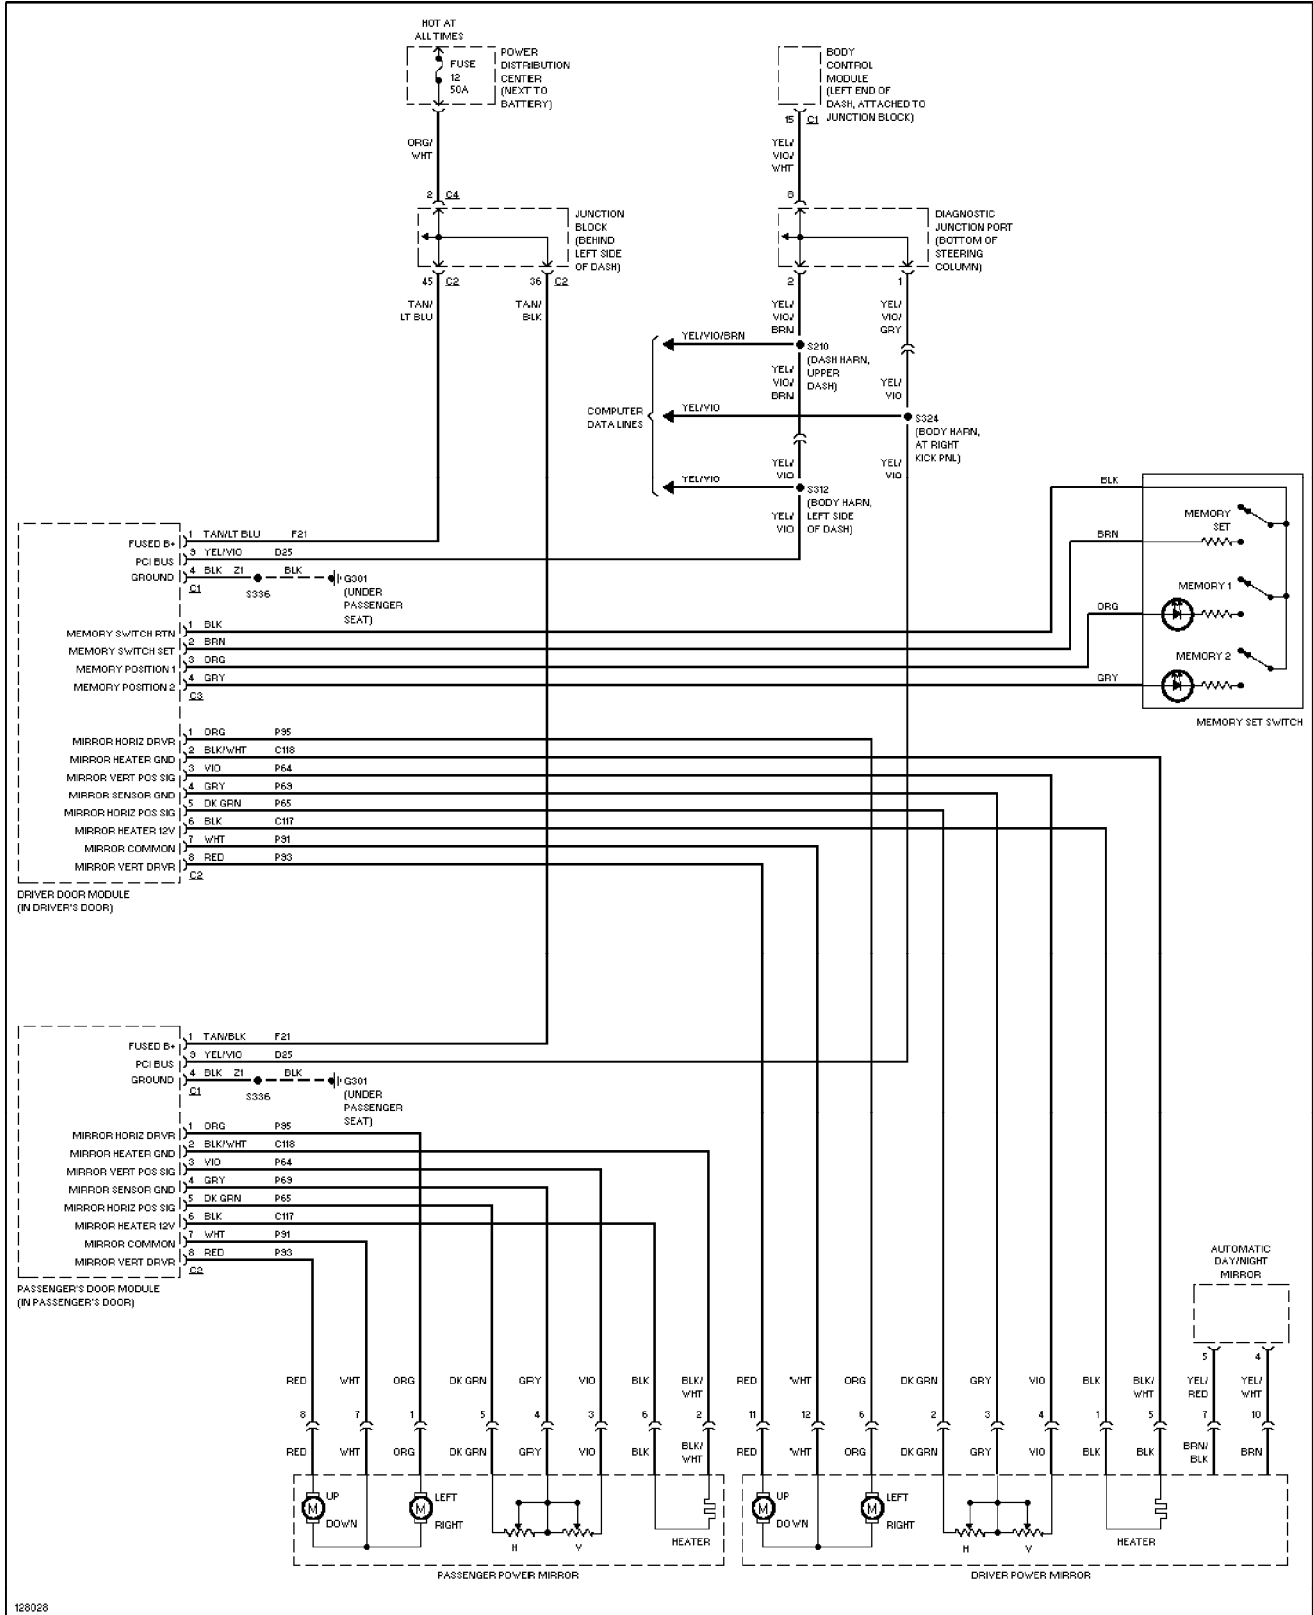 HOT AT
ALL TIMES
FUSE
12
50A
POWER
DISTRIBUTION
CENTER
(NEXT TO
BATTERY)
BODY
CONTROL
MODULE
(LEFT END OF
DASH, ATTACHED TO
JUNCTION BLOCK)
15 C1
ORG/
WHT
YEL/
VIO/
WHT
2 C4
8
JUNCTION
BLOCK
(BEHIND
LEFT SIDE
OF DASH)
DIAGNOSTIC
JUNCTION PORT
(BOTTOM OF
STEERING
COLUMN)
45 C2
36 C2
2
1
TAN/
LT BLU
TAN/
BLK
YEL/
VIO/
BRN
YEL/
VIO/
GRY
YEL/VIO/BRN
S210
(DASH HARN,
UPPER
DASH)
YEL/
VIO/
BRN
YEL/
VIO
COMPUTER
DATA LINES
YEL/VIO
S324
(BODY HARN,
AT RIGHT
KICK PNL)
YEL/
VIO
YEL/
VIO
YEL/VIO
S312
(BODY HARN,
LEFT SIDE
OF DASH)
YEL/
VIO
BLK
BRN
ORG
GRY
MEMORY
SET
MEMORY 1
MEMORY 2
MEMORY SET SWITCH
FUSED B+ 1 TAN/LT BLU F21
PCI BUS 9 YEL/VIO D25
GROUND 4 BLK Z1 BLK G301
C1
S336
(UNDER
PASSENGER
SEAT)
MEMORY SWITCH RTN 1 BLK
MEMORY SWITCH SET 2 BRN
MEMORY POSITION 1 3 ORG
MEMORY POSITION 2 4 GRY
C3
MIRROR HORIZ DRVR 1 ORG P95
MIRROR HEATER GND 2 BLK/WHT C118
MIRROR VERT POS SIG 3 VIO P64
MIRROR SENSOR GND 4 GRY P69
MIRROR HORIZ POS SIG 5 DK GRN P65
MIRROR HEATER 12V 6 BLK C117
MIRROR COMMON 7 WHT P91
MIRROR VERT DRVR 8 RED P93
C2
DRIVER DOOR MODULE
(IN DRIVER'S DOOR)
FUSED B+ 1 TAN/BLK F21
PCI BUS 9 YEL/VIO D25
GROUND 4 BLK Z1 BLK G301
C1
S336
(UNDER
PASSENGER
SEAT)
MIRROR HORIZ DRVR 1 ORG P95
MIRROR HEATER GND 2 BLK/WHT C118
MIRROR VERT POS SIG 3 VIO P64
MIRROR SENSOR GND 4 GRY P69
MIRROR HORIZ POS SIG 5 DK GRN P65
MIRROR HEATER 12V 6 BLK C117
MIRROR COMMON 7 WHT P91
MIRROR VERT DRVR 8 RED P93
C2
PASSENGER'S DOOR MODULE
(IN PASSENGER'S DOOR)
AUTOMATIC
DAY/NIGHT
MIRROR
5 4
RED WHT ORG DK GRN GRY VIO BLK BLK/
WHT
RED WHT ORG DK GRN GRY VIO BLK BLK/
WHT
YEL/
RED
YEL/
WHT
8 7 1 5 4 3 6 2 11 12 6 2 3 4 1 5 7 10
RED WHT ORG DK GRN GRY VIO BLK BLK/
WHT
RED WHT ORG DK GRN GRY VIO BLK BLK
BRN/
BLK
BRN
M UP
DOWN
M LEFT
RIGHT
H V
HEATER
PASSENGER POWER MIRROR
M UP
DOWN
M LEFT
RIGHT
H V
HEATER
DRIVER POWER MIRROR
128028